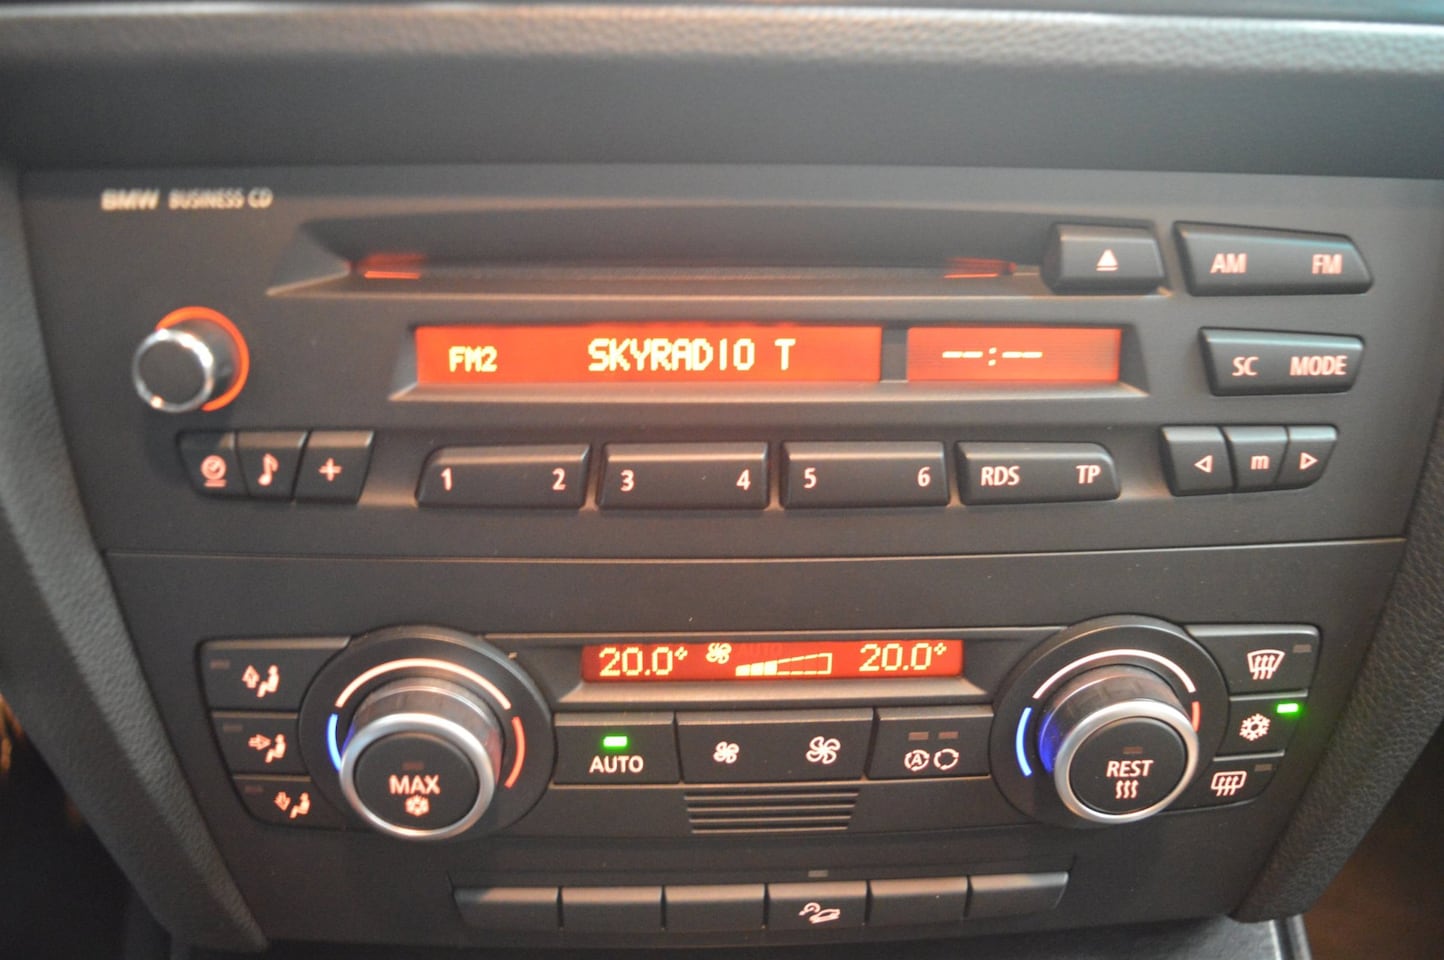 BMW BUSINESS CD
AM FM
FM2 SKYRADIO T --:--
SC MODE
1 2 3 4 5 6 RDS TP m
20.0° AUTO 20.0°
AUTO
MAX
A
REST